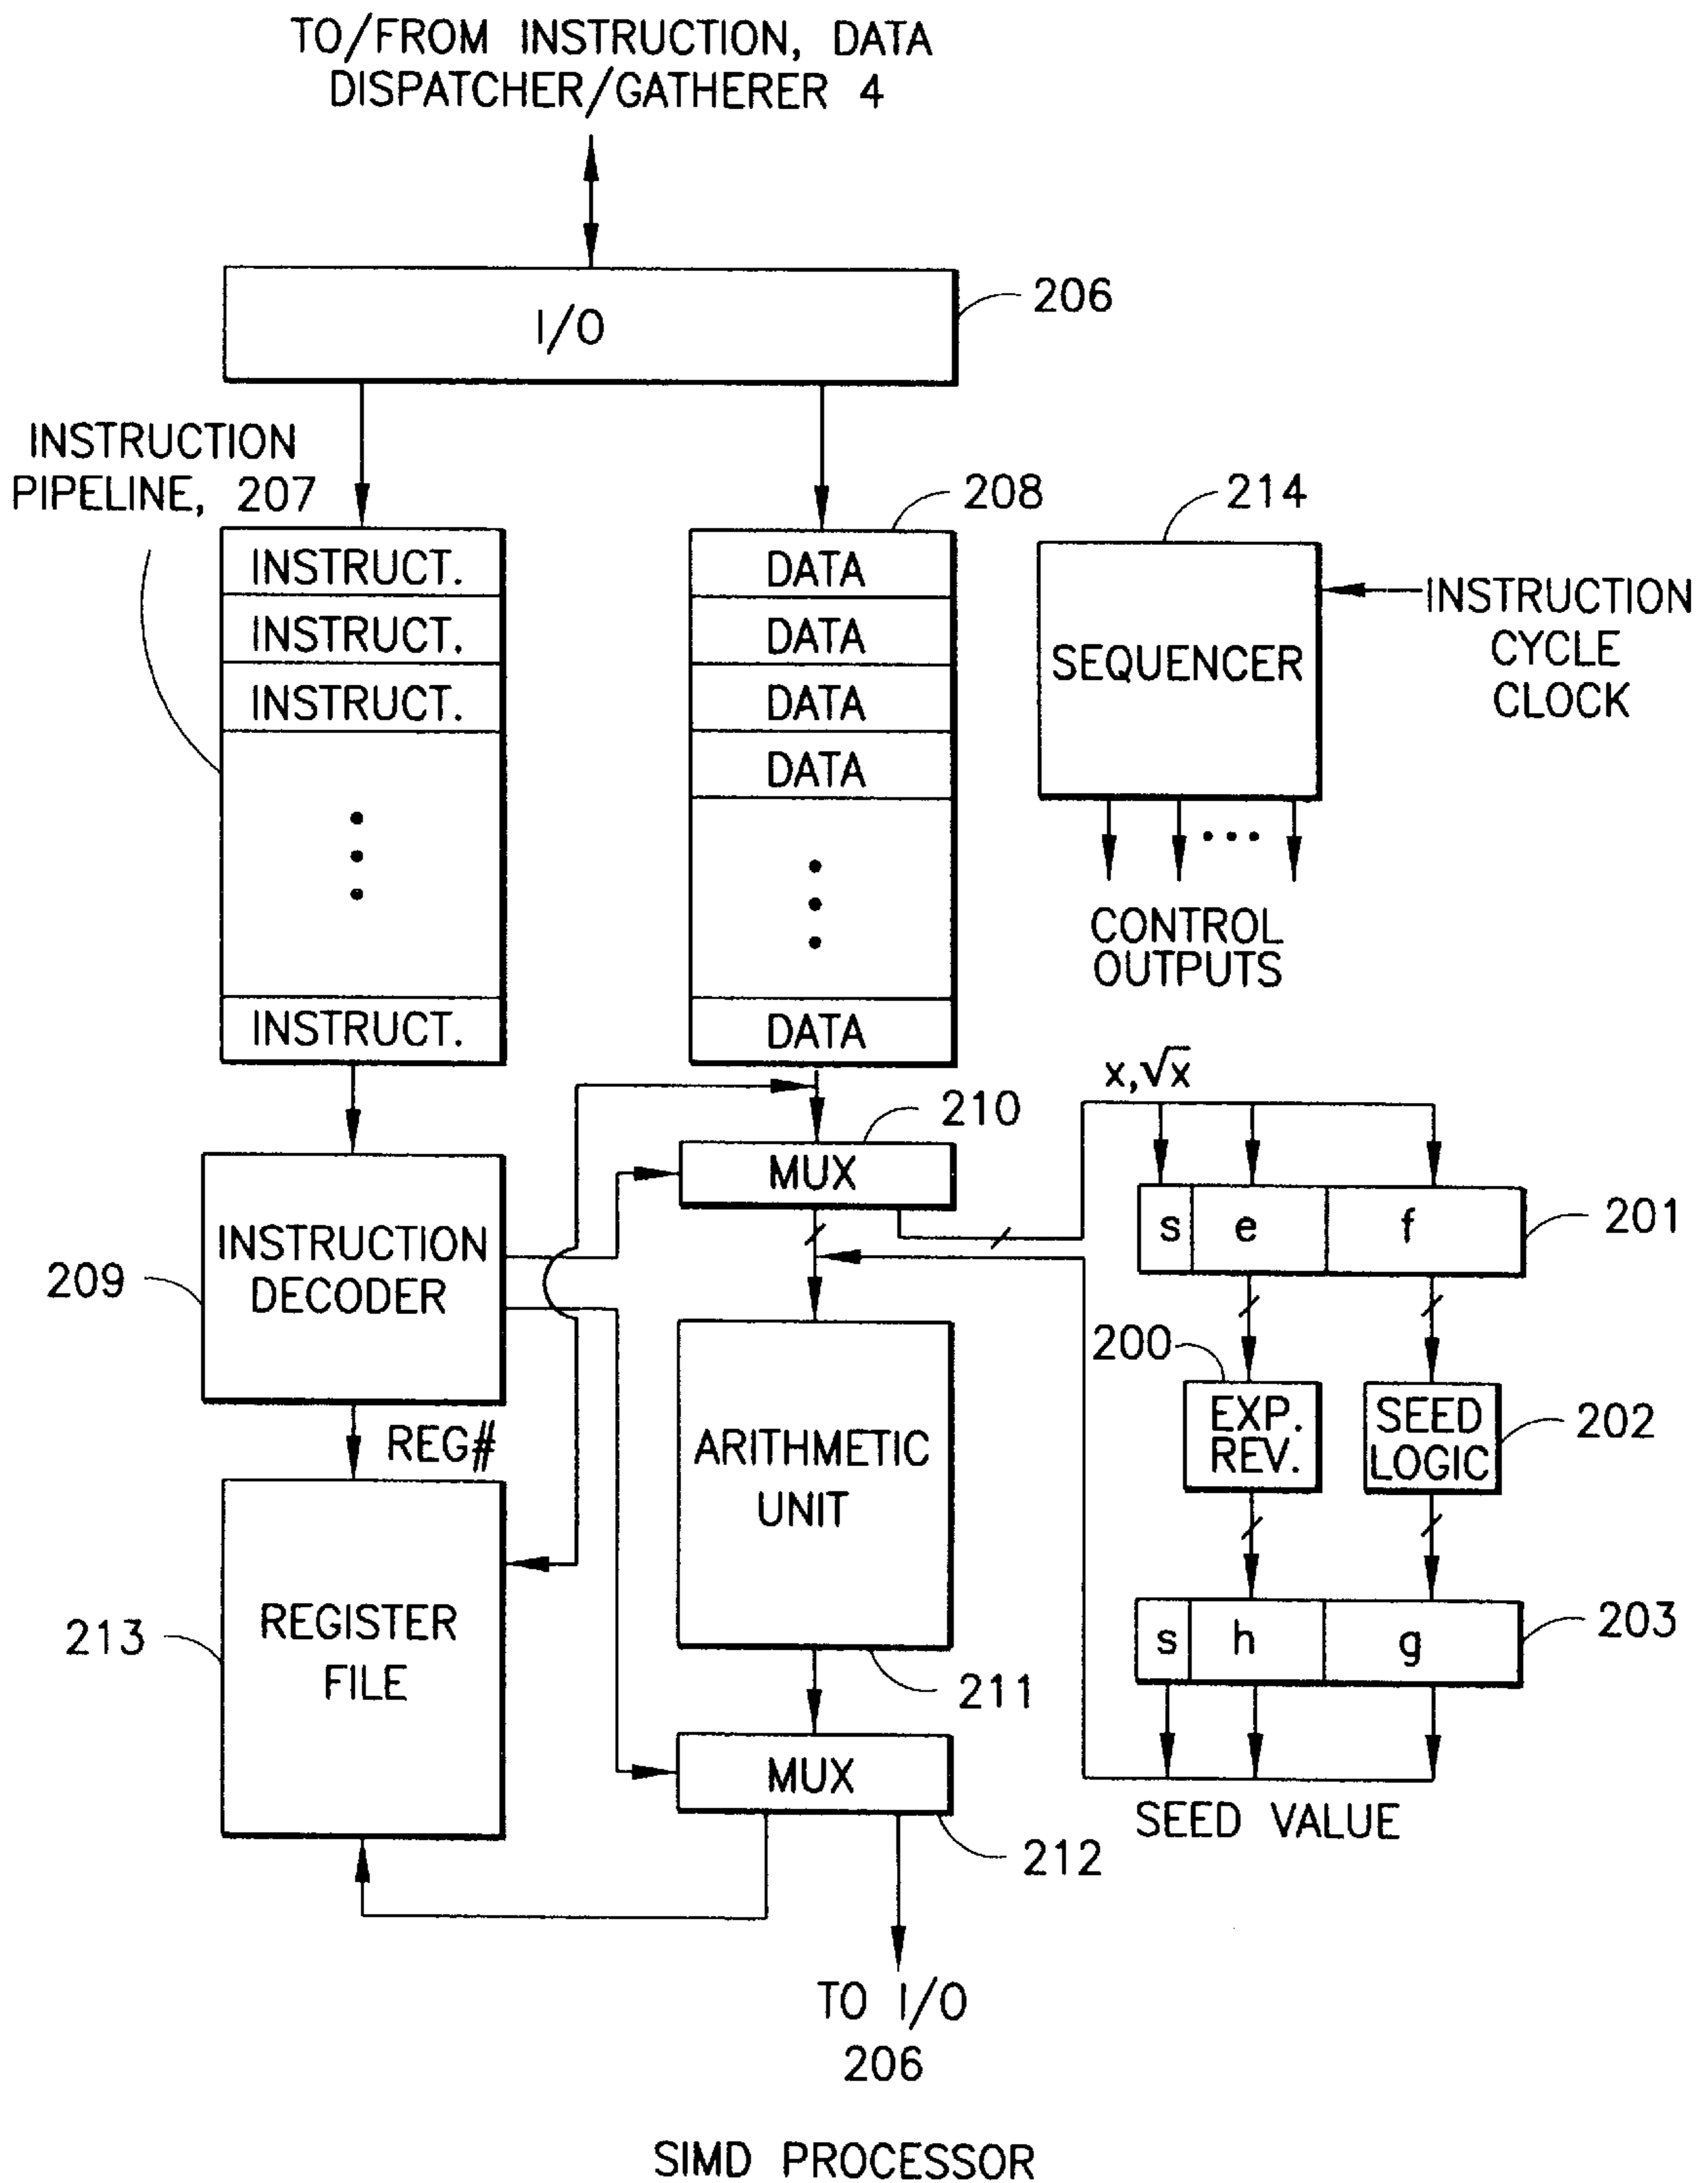 TO/FROM INSTRUCTION, DATA
DISPATCHER/GATHERER 4
206
I/O
INSTRUCTION
PIPELINE, 207
208
214
INSTRUCT.
INSTRUCT.
INSTRUCT.
INSTRUCT.
DATA
DATA
DATA
DATA
DATA
SEQUENCER
INSTRUCTION
CYCLE
CLOCK
CONTROL
OUTPUTS
x,√x
210
MUX
s e f
201
INSTRUCTION
DECODER
209
200
EXP.
REV.
SEED
LOGIC
202
REG#
ARITHMETIC
UNIT
REGISTER
FILE
213
211
s h g
203
MUX
SEED VALUE
212
TO I/O
206
SIMD PROCESSOR